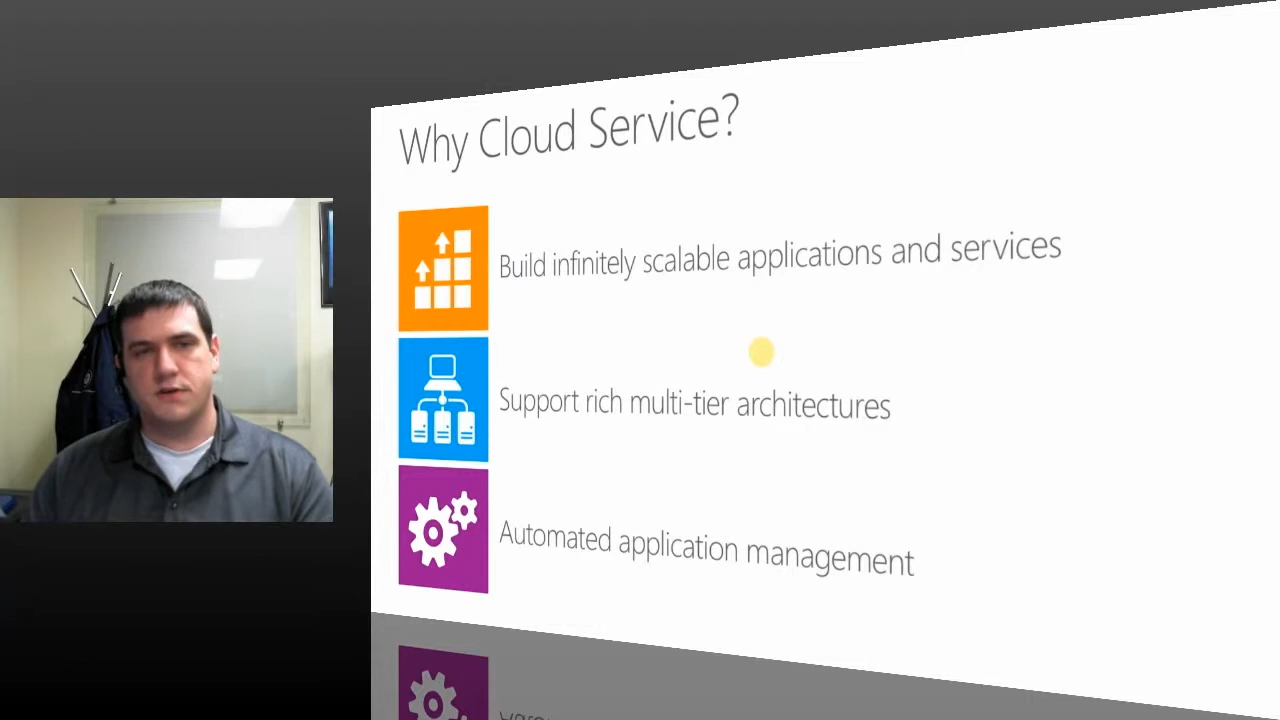 Why Cloud Service?
Build infinitely scalable applications and services
Support rich multi-tier architectures
Automated application management